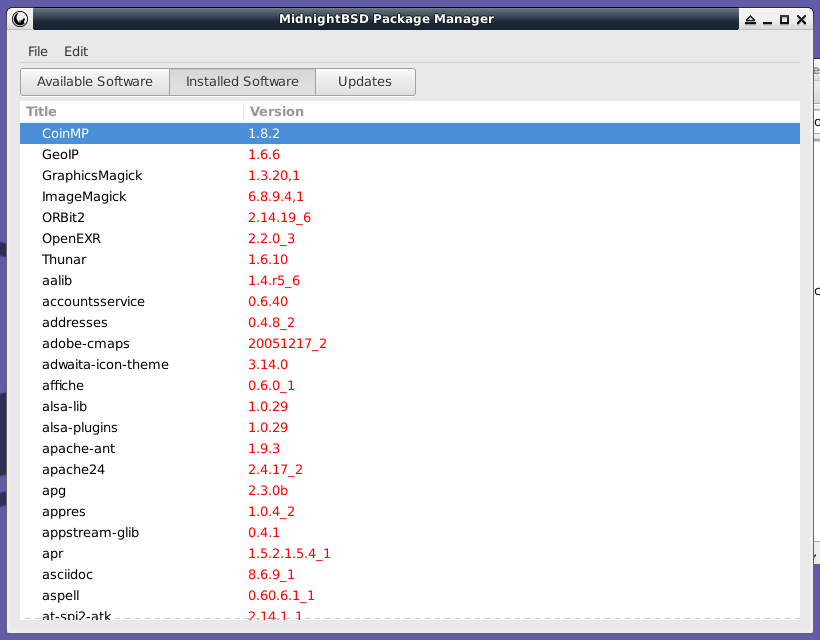 MidnightBSD Package Manager
File Edit
Available Software Installed Software Updates
Title Version
CoinMP 1.8.2
GeoIP 1.6.6
GraphicsMagick 1.3.20,1
ImageMagick 6.8.9.4,1
ORBit2 2.14.19_6
OpenEXR 2.2.0_3
Thunar 1.6.10
aalib 1.4.r5_6
accountsservice 0.6.40
addresses 0.4.8_2
adobe-cmaps 20051217_2
adwaita-icon-theme 3.14.0
affiche 0.6.0_1
alsa-lib 1.0.29
alsa-plugins 1.0.29
apache-ant 1.9.3
apache24 2.4.17_2
apg 2.3.0b
appres 1.0.4_2
appstream-glib 0.4.1
apr 1.5.2.1.5.4_1
asciidoc 8.6.9_1
aspell 0.60.6.1_1
at-spi2-atk 2.14.1_1